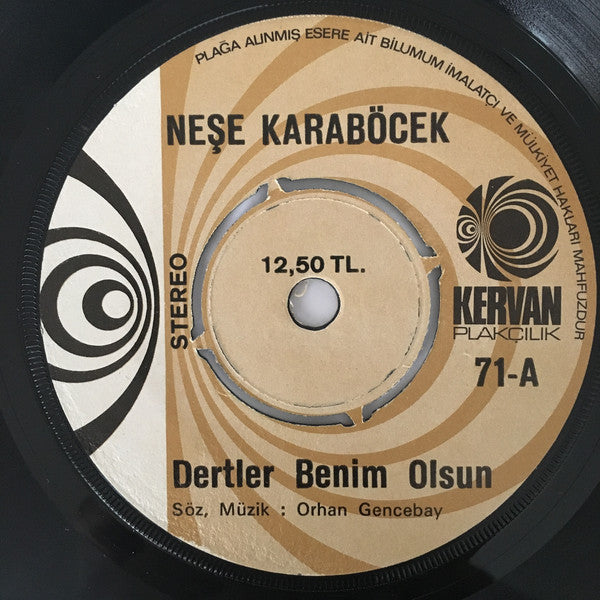 PLAĞA ALINMIŞ ESERE AİT BİLUMUM İMALATÇI VE MÜLKİYET HAKLARI MAHFUZDUR
NEŞE KARABÖCEK
STEREO
12,50 TL.
KERVAN
PLAKÇILIK
71-A
Dertler Benim Olsun
Söz, Müzik : Orhan Gencebay